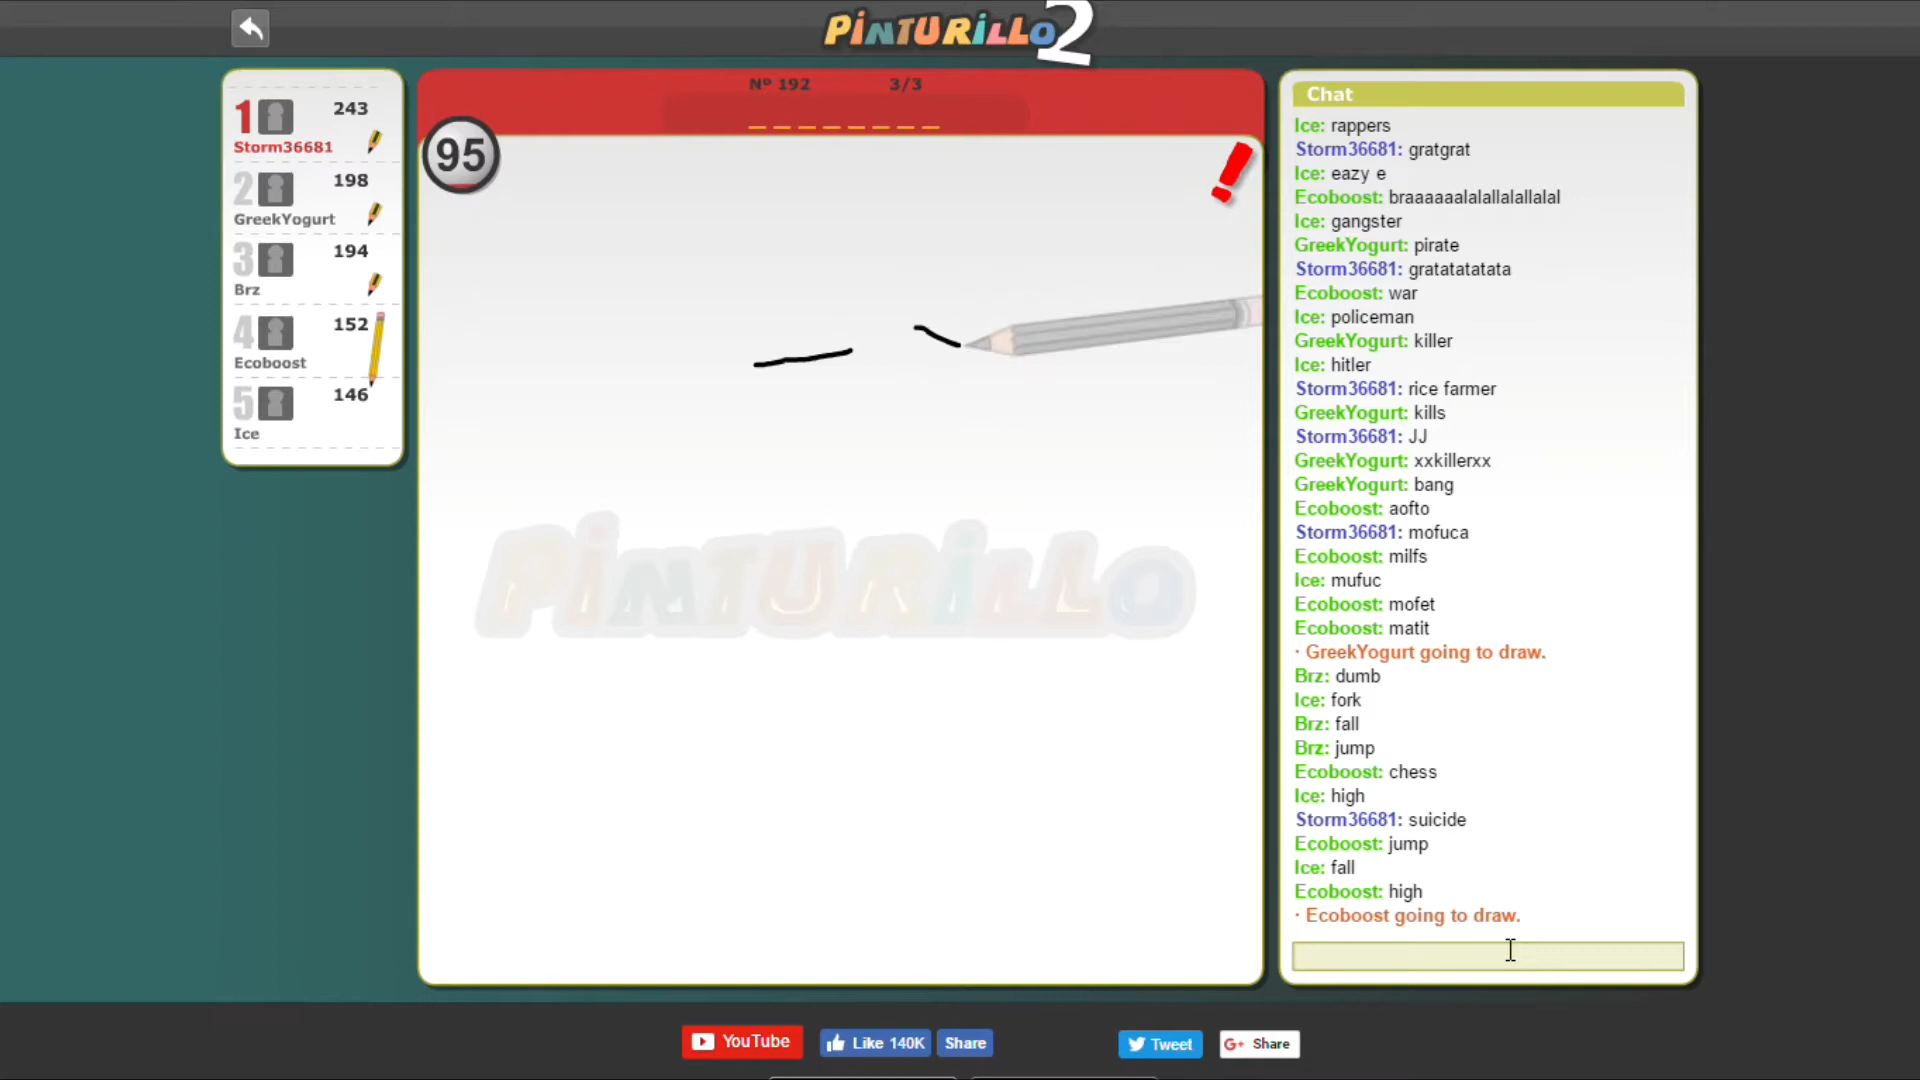 PINTURILLO 2
1 243
Storm36681
2 198
GreekYogurt
3 194
Brz
4 152
Ecoboost
5 146
Ice
Nº 192 3/3
95
PINTURILLO
Chat
Ice: rappers
Storm36681: gratgrat
Ice: eazy e
Ecoboost: braaaaaalalallalallalal
Ice: gangster
GreekYogurt: pirate
Storm36681: gratatatatata
Ecoboost: war
Ice: policeman
GreekYogurt: killer
Ice: hitler
Storm36681: rice farmer
GreekYogurt: kills
Storm36681: JJ
GreekYogurt: xxkillerxx
GreekYogurt: bang
Ecoboost: aofto
Storm36681: mofuca
Ecoboost: milfs
Ice: mufuc
Ecoboost: mofet
Ecoboost: matit
· GreekYogurt going to draw.
Brz: dumb
Ice: fork
Brz: fall
Brz: jump
Ecoboost: chess
Ice: high
Storm36681: suicide
Ecoboost: jump
Ice: fall
Ecoboost: high
· Ecoboost going to draw.
YouTube
Like 140K
Share
Tweet
G+ Share